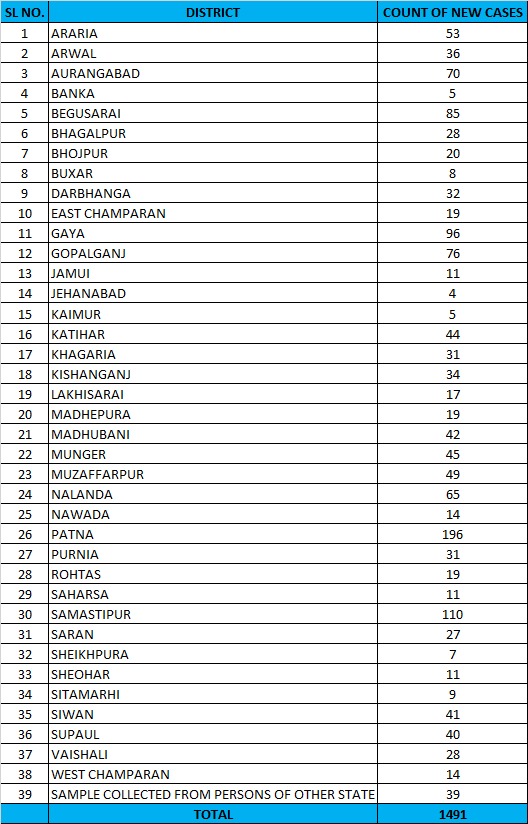 SL NO. DISTRICT COUNT OF NEW CASES
1 ARARIA 53
2 ARWAL 36
3 AURANGABAD 70
4 BANKA 5
5 BEGUSARAI 85
6 BHAGALPUR 28
7 BHOJPUR 20
8 BUXAR 8
9 DARBHANGA 32
10 EAST CHAMPARAN 19
11 GAYA 96
12 GOPALGANJ 76
13 JAMUI 11
14 JEHANABAD 4
15 KAIMUR 5
16 KATIHAR 44
17 KHAGARIA 31
18 KISHANGANJ 34
19 LAKHISARAI 17
20 MADHEPURA 19
21 MADHUBANI 42
22 MUNGER 45
23 MUZAFFARPUR 49
24 NALANDA 65
25 NAWADA 14
26 PATNA 196
27 PURNIA 31
28 ROHTAS 19
29 SAHARSA 11
30 SAMASTIPUR 110
31 SARAN 27
32 SHEIKHPURA 7
33 SHEOHAR 11
34 SITAMARHI 9
35 SIWAN 41
36 SUPAUL 40
37 VAISHALI 28
38 WEST CHAMPARAN 14
39 SAMPLE COLLECTED FROM PERSONS OF OTHER STATE 39
TOTAL 1491